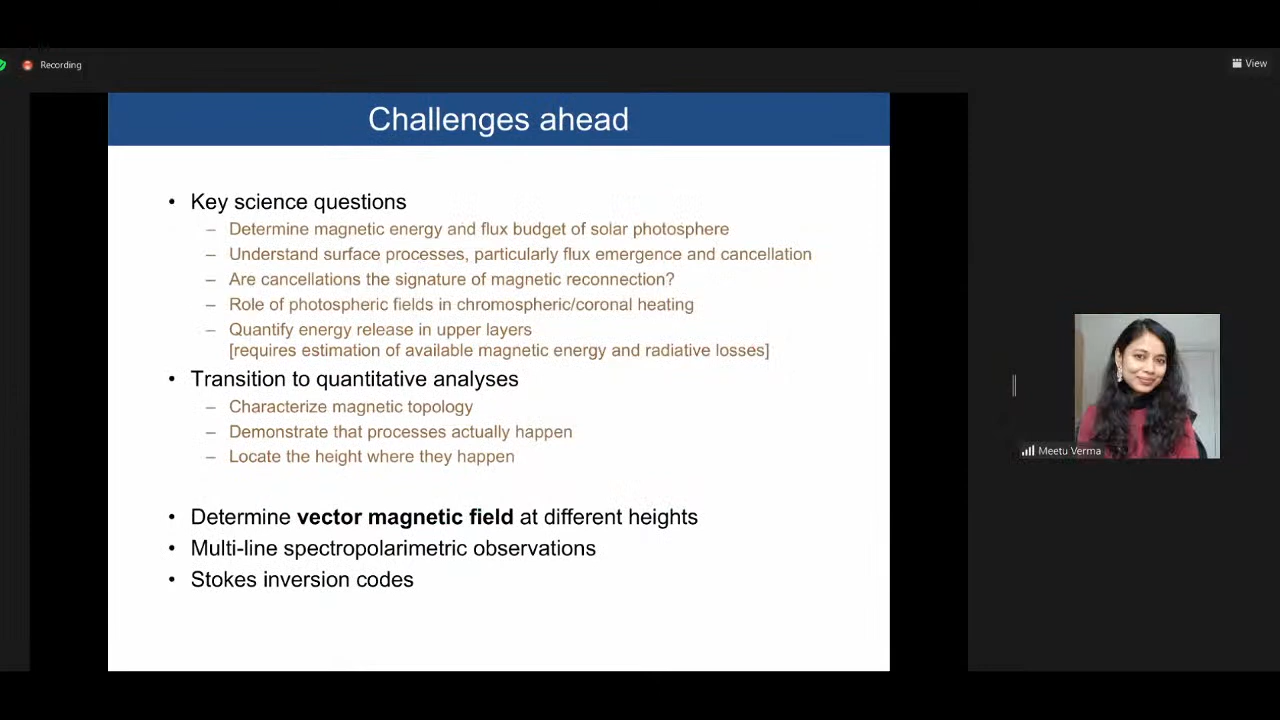 Recording
View
Challenges ahead
• Key science questions
– Determine magnetic energy and flux budget of solar photosphere
– Understand surface processes, particularly flux emergence and cancellation
– Are cancellations the signature of magnetic reconnection?
– Role of photospheric fields in chromospheric/coronal heating
– Quantify energy release in upper layers
[requires estimation of available magnetic energy and radiative losses]
• Transition to quantitative analyses
– Characterize magnetic topology
– Demonstrate that processes actually happen
– Locate the height where they happen
• Determine vector magnetic field at different heights
• Multi-line spectropolarimetric observations
• Stokes inversion codes
Meetu Verma